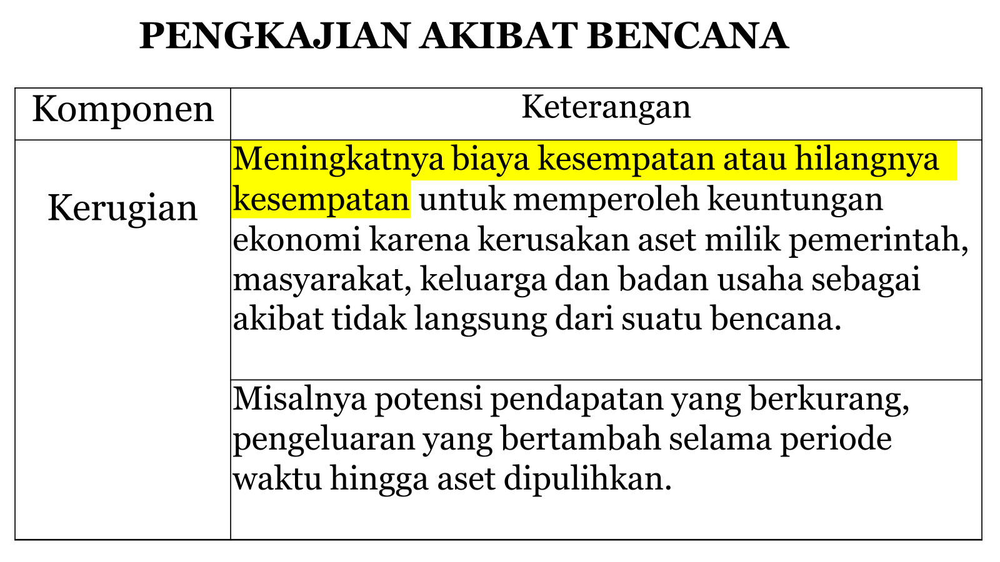 PENGKAJIAN AKIBAT BENCANA
Komponen
Keterangan
Kerugian
Meningkatnya biaya kesempatan atau hilangnya
kesempatan untuk memperoleh keuntungan
ekonomi karena kerusakan aset milik pemerintah,
masyarakat, keluarga dan badan usaha sebagai
akibat tidak langsung dari suatu bencana.
Misalnya potensi pendapatan yang berkurang,
pengeluaran yang bertambah selama periode
waktu hingga aset dipulihkan.